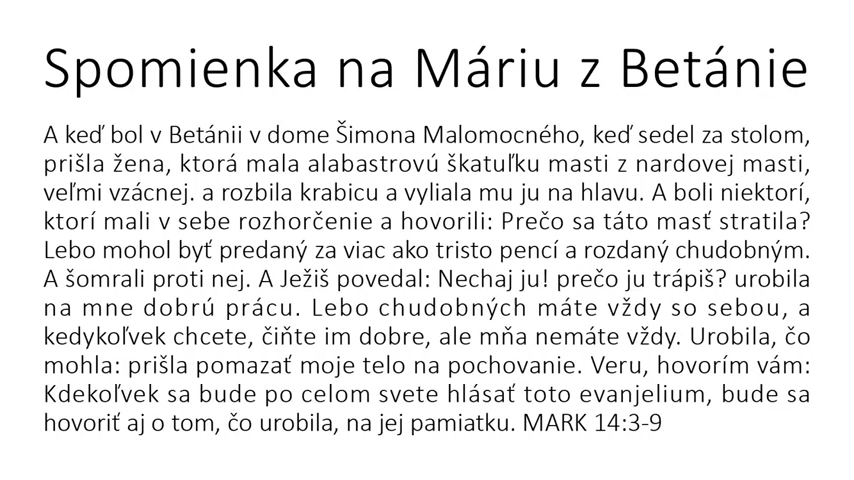 Spomienka na Máriu z Betánie
A keď bol v Betánii v dome Šimona Malomocného, keď sedel za stolom,
prišla žena, ktorá mala alabastrovú škatuľku masti z nardovej masti,
veľmi vzácnej. a rozbila krabicu a vyliala mu ju na hlavu. A boli niektorí,
ktorí mali v sebe rozhorčenie a hovorili: Prečo sa táto masť stratila?
Lebo mohol byť predaný za viac ako tristo pencí a rozdaný chudobným.
A šomrali proti nej. A Ježiš povedal: Nechaj ju! prečo ju trápiš? urobila
na mne dobrú prácu. Lebo chudobných máte vždy so sebou, a
kedykoľvek chcete, čiňte im dobre, ale mňa nemáte vždy. Urobila, čo
mohla: prišla pomazať moje telo na pochovanie. Veru, hovorím vám:
Kdekoľvek sa bude po celom svete hlásať toto evanjelium, bude sa
hovoriť aj o tom, čo urobila, na jej pamiatku. MARK 14:3-9